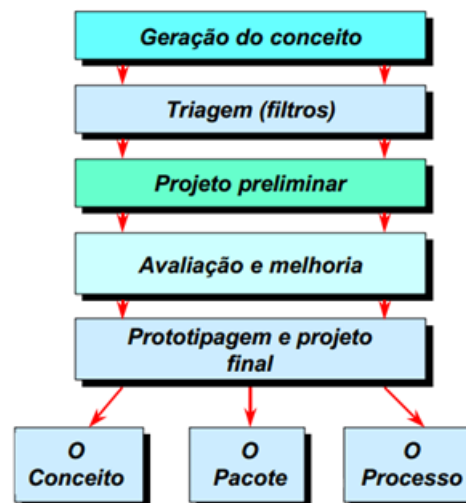 Geração do conceito
Triagem (filtros)
Projeto preliminar
Avaliação e melhoria
Prototipagem e projeto
final
O
Conceito
O
Pacote
O
Processo